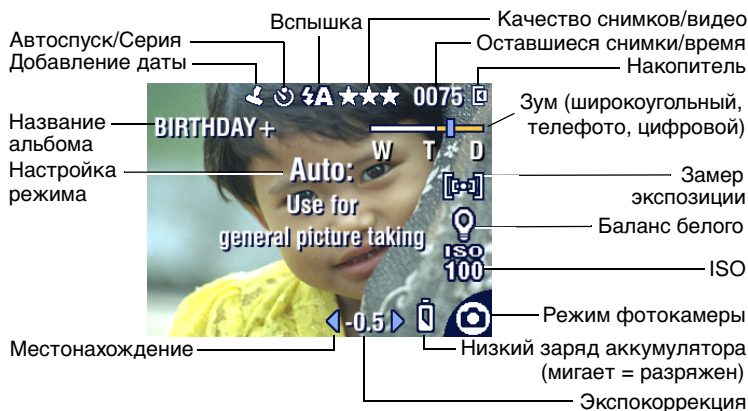 Вспышка
Качество снимков/видео
Автоспуск/Серия
Оставшиеся снимки/время
Добавление даты
Накопитель
A 0075
Зум (широкоугольный,
телефото, цифровой)
Название
альбома
BIRTHDAY+
W T D
Настройка
режима
Auto:
Use for
general picture taking
Замер
экспозиции
Баланс белого
ISO
100
ISO
-0.5
Режим фотокамеры
Местонахождение
Низкий заряд аккумулятора
(мигает = разряжен)
Экспокоррекция